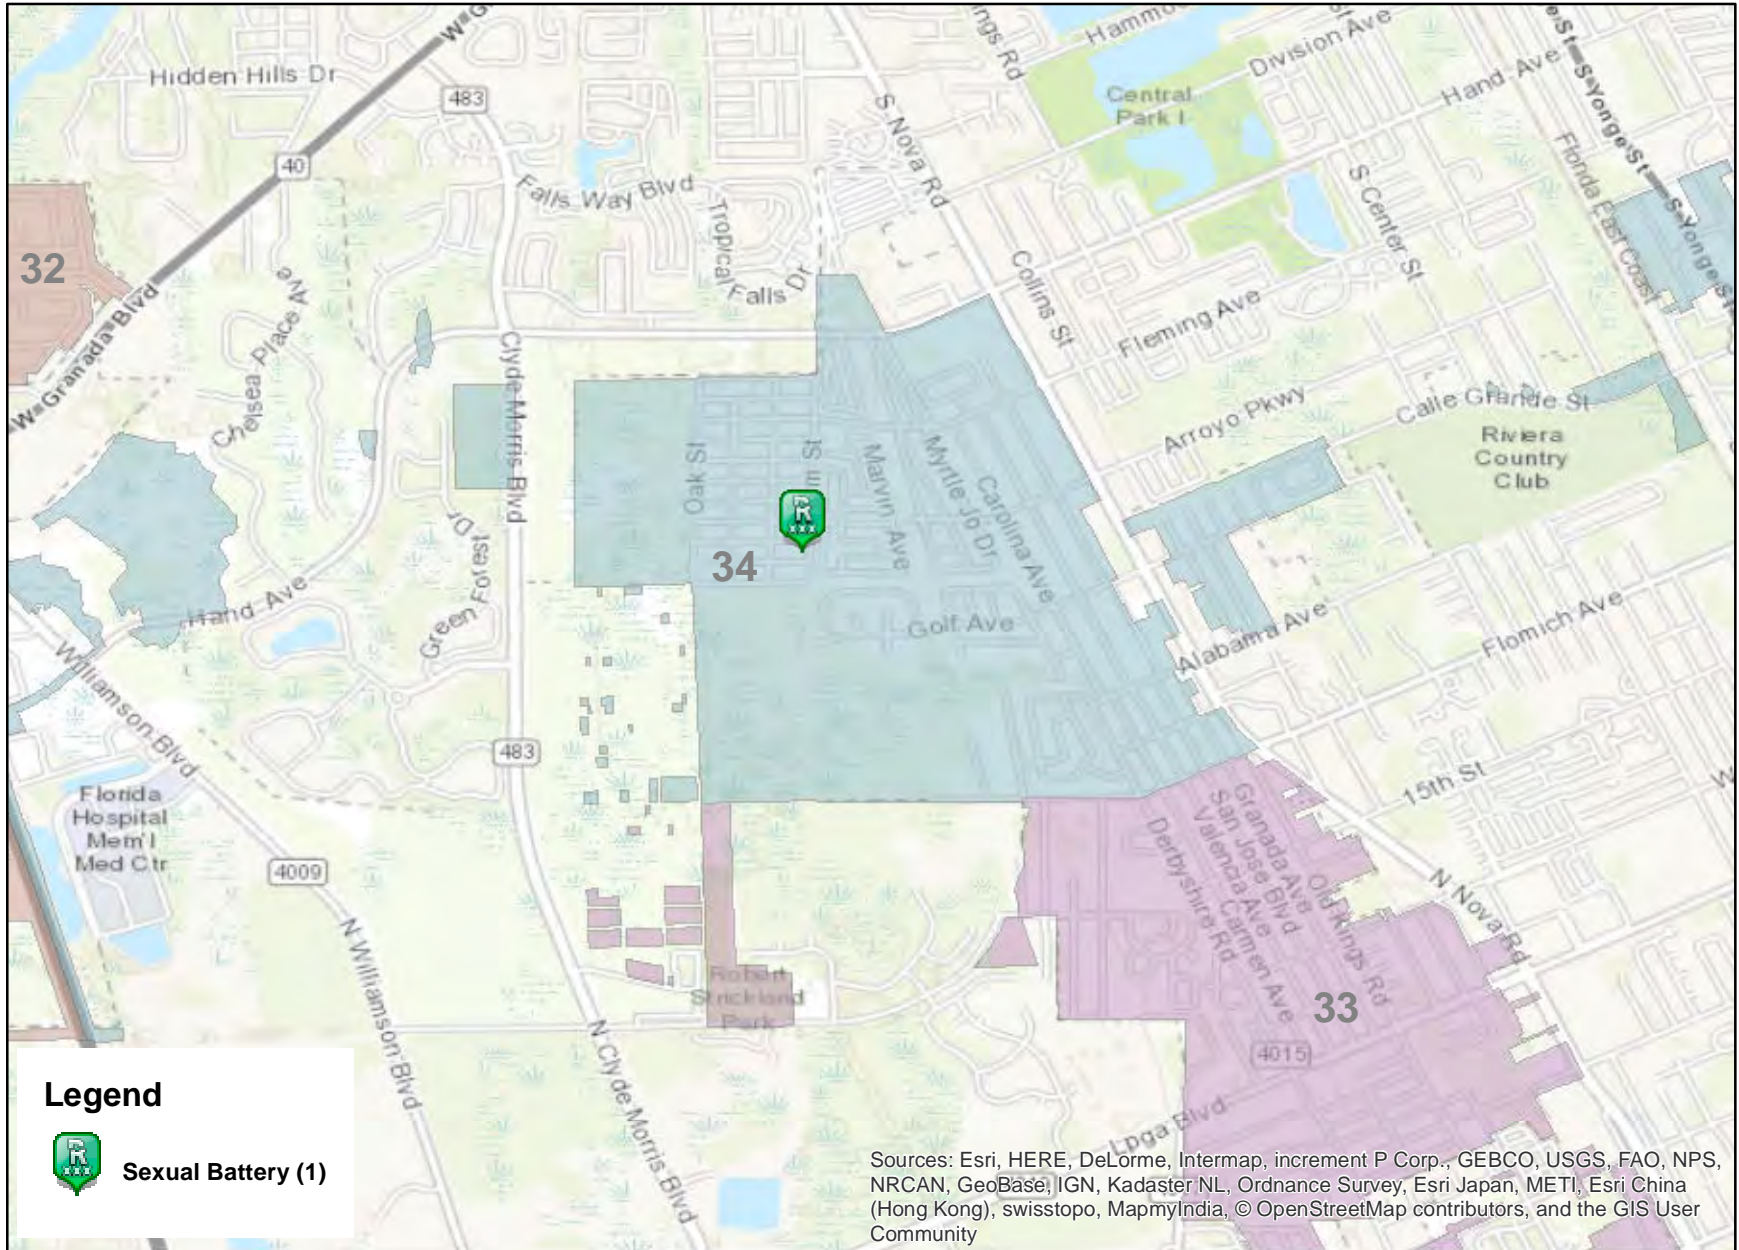 Hidden Hills Dr
483
40
Falls Way Blvd
Tropical
Falls Dr
S Nova Rd
ings Rd
Division Ave
Hand Ave
Central
Park I
S Yonge St
S Yonge St
Florida East Coast
S Center St
Collins St
Fleming Ave
32
W Granada Blvd
Chelsea Place Ave
Clyde Morris Blvd
Arroyo Pkwy
Calle Grande St
Riviera
Country
Club
Oak St
Marvin Ave
Myrtle Jo Dr
Carolina Ave
R
xxx
34
Golf Ave
Green Forest Dr
Hand Ave
Alabama Ave
Flomich Ave
Williamson Blvd
483
15th St
Florida
Hospital
Mem'l
Med Ctr
4009
N Williamson Blvd
Granada Ave
San Jose Blvd
Valencia Ave
Carmen Ave
Derbyshire Rd
Old Kings Rd
N Nova Rd
Robert
Strickland
Park
33
4015
N Clyde Morris Blvd
Lpga Blvd
Legend
R
xxx
Sexual Battery (1)
Sources: Esri, HERE, DeLorme, Intermap, increment P Corp., GEBCO, USGS, FAO, NPS,
NRCAN, GeoBase, IGN, Kadaster NL, Ordnance Survey, Esri Japan, METI, Esri China
(Hong Kong), swisstopo, MapmyIndia, © OpenStreetMap contributors, and the GIS User
Community